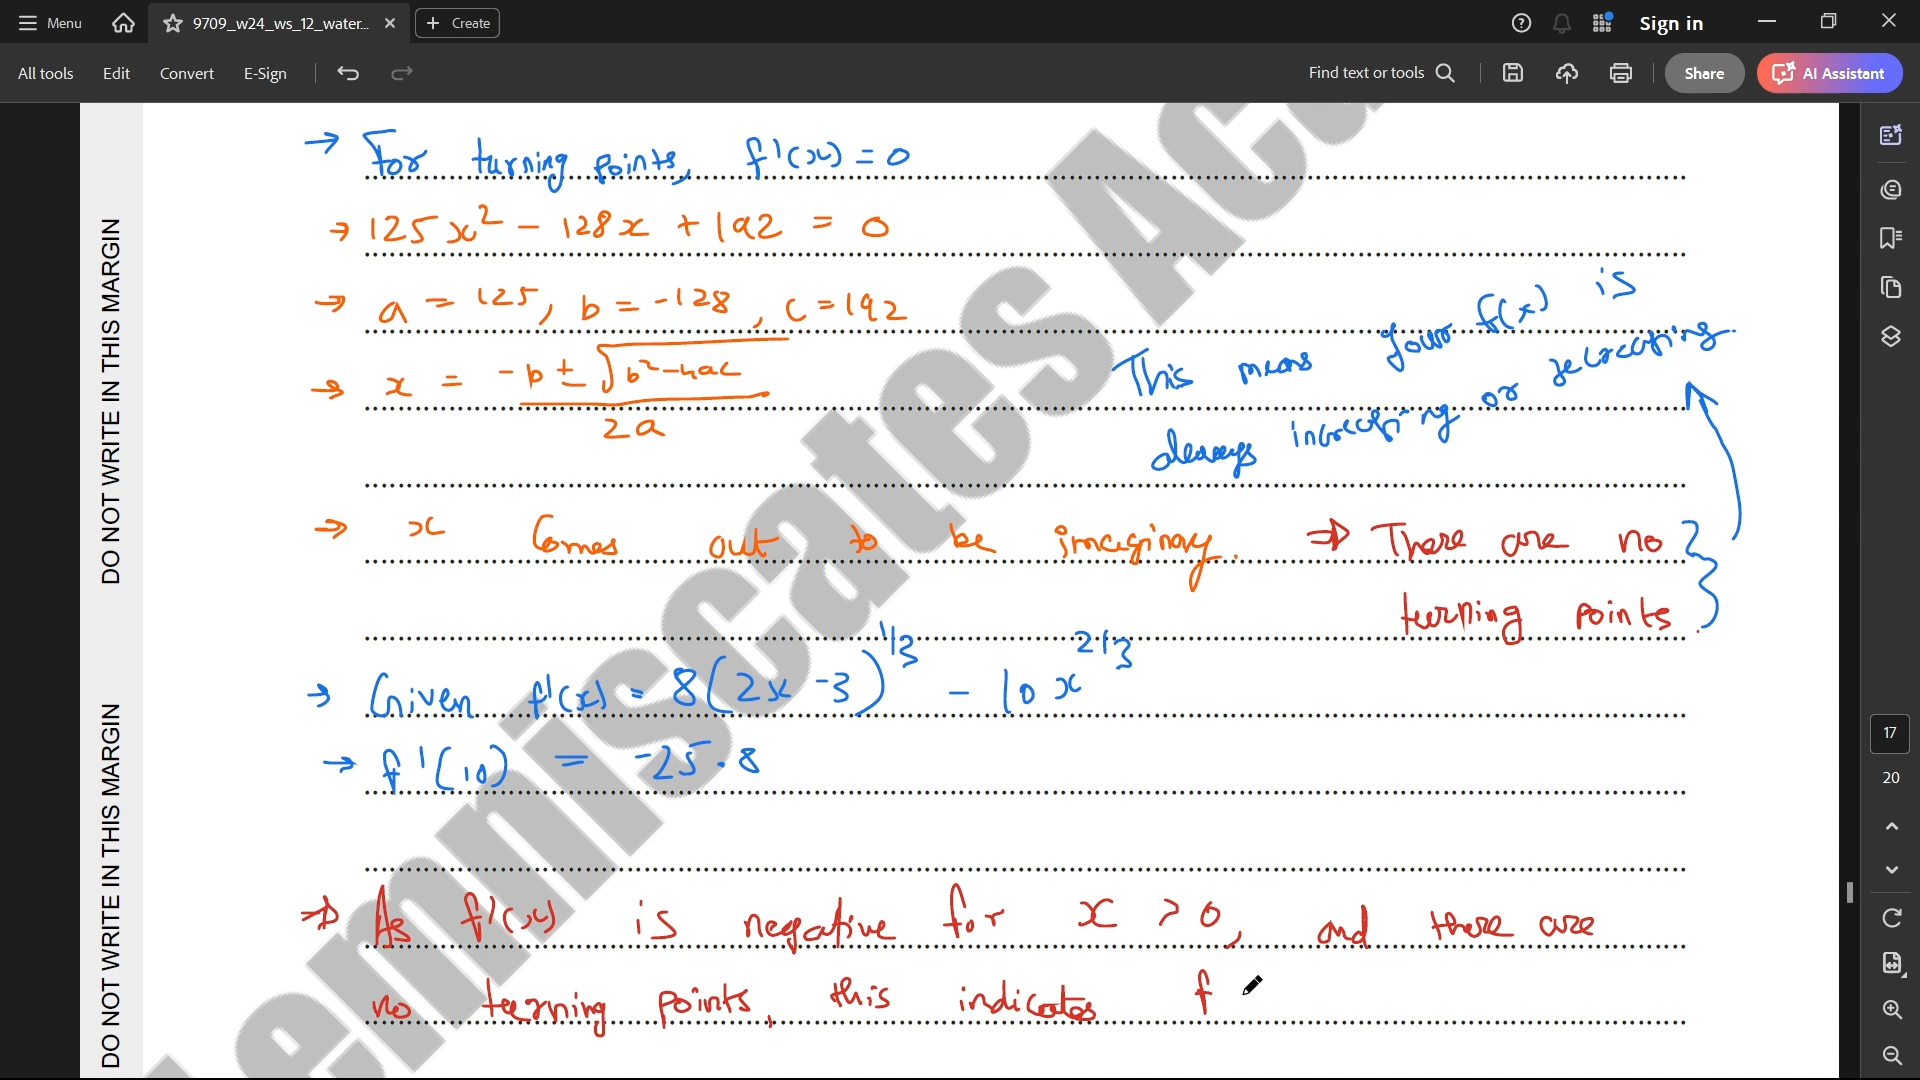 Menu
9709_w24_ws_12_water...
Create
Sign in
All tools
Edit
Convert
E-Sign
Find text or tools
Share
AI Assistant
DO NOT WRITE IN THIS MARGIN
DO NOT WRITE IN THIS MARGIN
Lemniscates Aca
→ For turning points, f'(x) = 0
→ 125x² - 128x + 192 = 0
→ a = 125, b = -128, c = 192
→ x = -b ± √b²-4ac
2a
This means your f(x) is
always increasing or decreasing
→ x comes out to be imaginary. ⇒ There are no
turning points.
→ Given f'(x) = 8(2x-3)^1/3 - 10x^2/3
→ f'(10) = -25.8
⇒ As f'(x) is negative for x > 0, and there are
no turning points, this indicates f
17
20